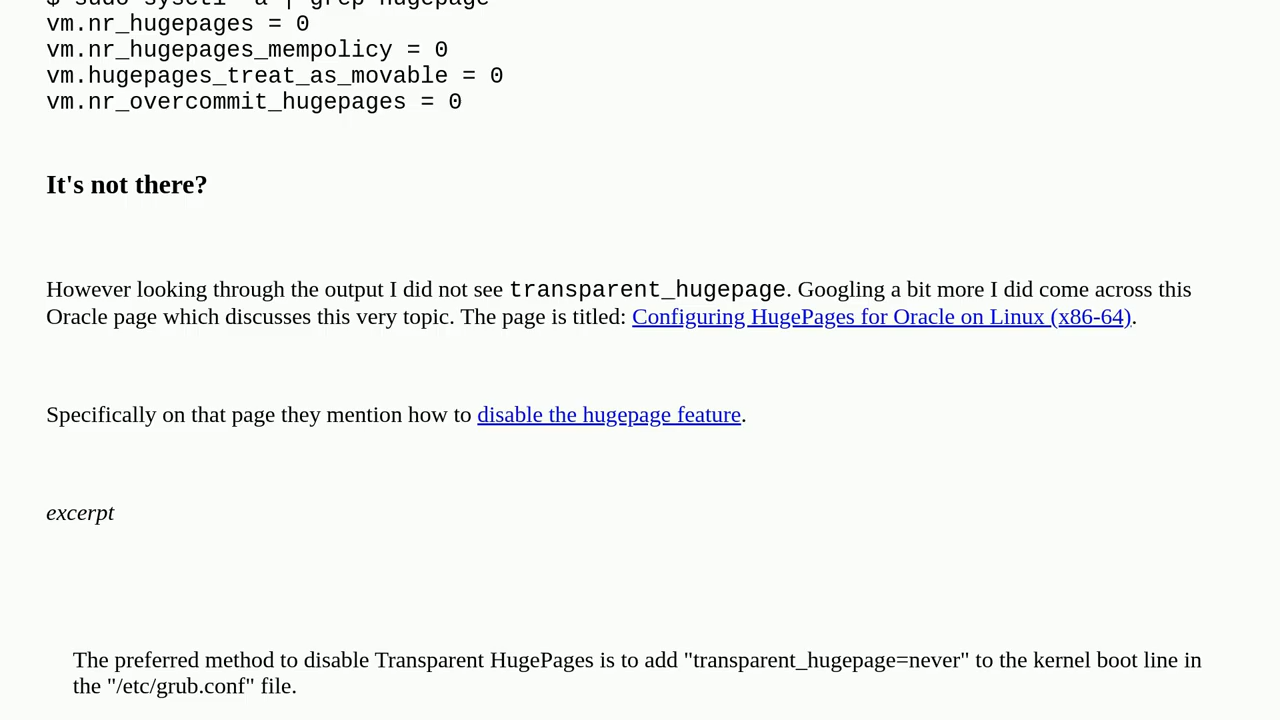 $ sudo sysctl -a | grep hugepage
vm.nr_hugepages = 0
vm.nr_hugepages_mempolicy = 0
vm.hugepages_treat_as_movable = 0
vm.nr_overcommit_hugepages = 0
It's not there?
However looking through the output I did not see transparent_hugepage. Googling a bit more I did come across this
Oracle page which discusses this very topic. The page is titled: Configuring HugePages for Oracle on Linux (x86-64).
Specifically on that page they mention how to disable the hugepage feature.
excerpt
The preferred method to disable Transparent HugePages is to add "transparent_hugepage=never" to the kernel boot line in
the "/etc/grub.conf" file.